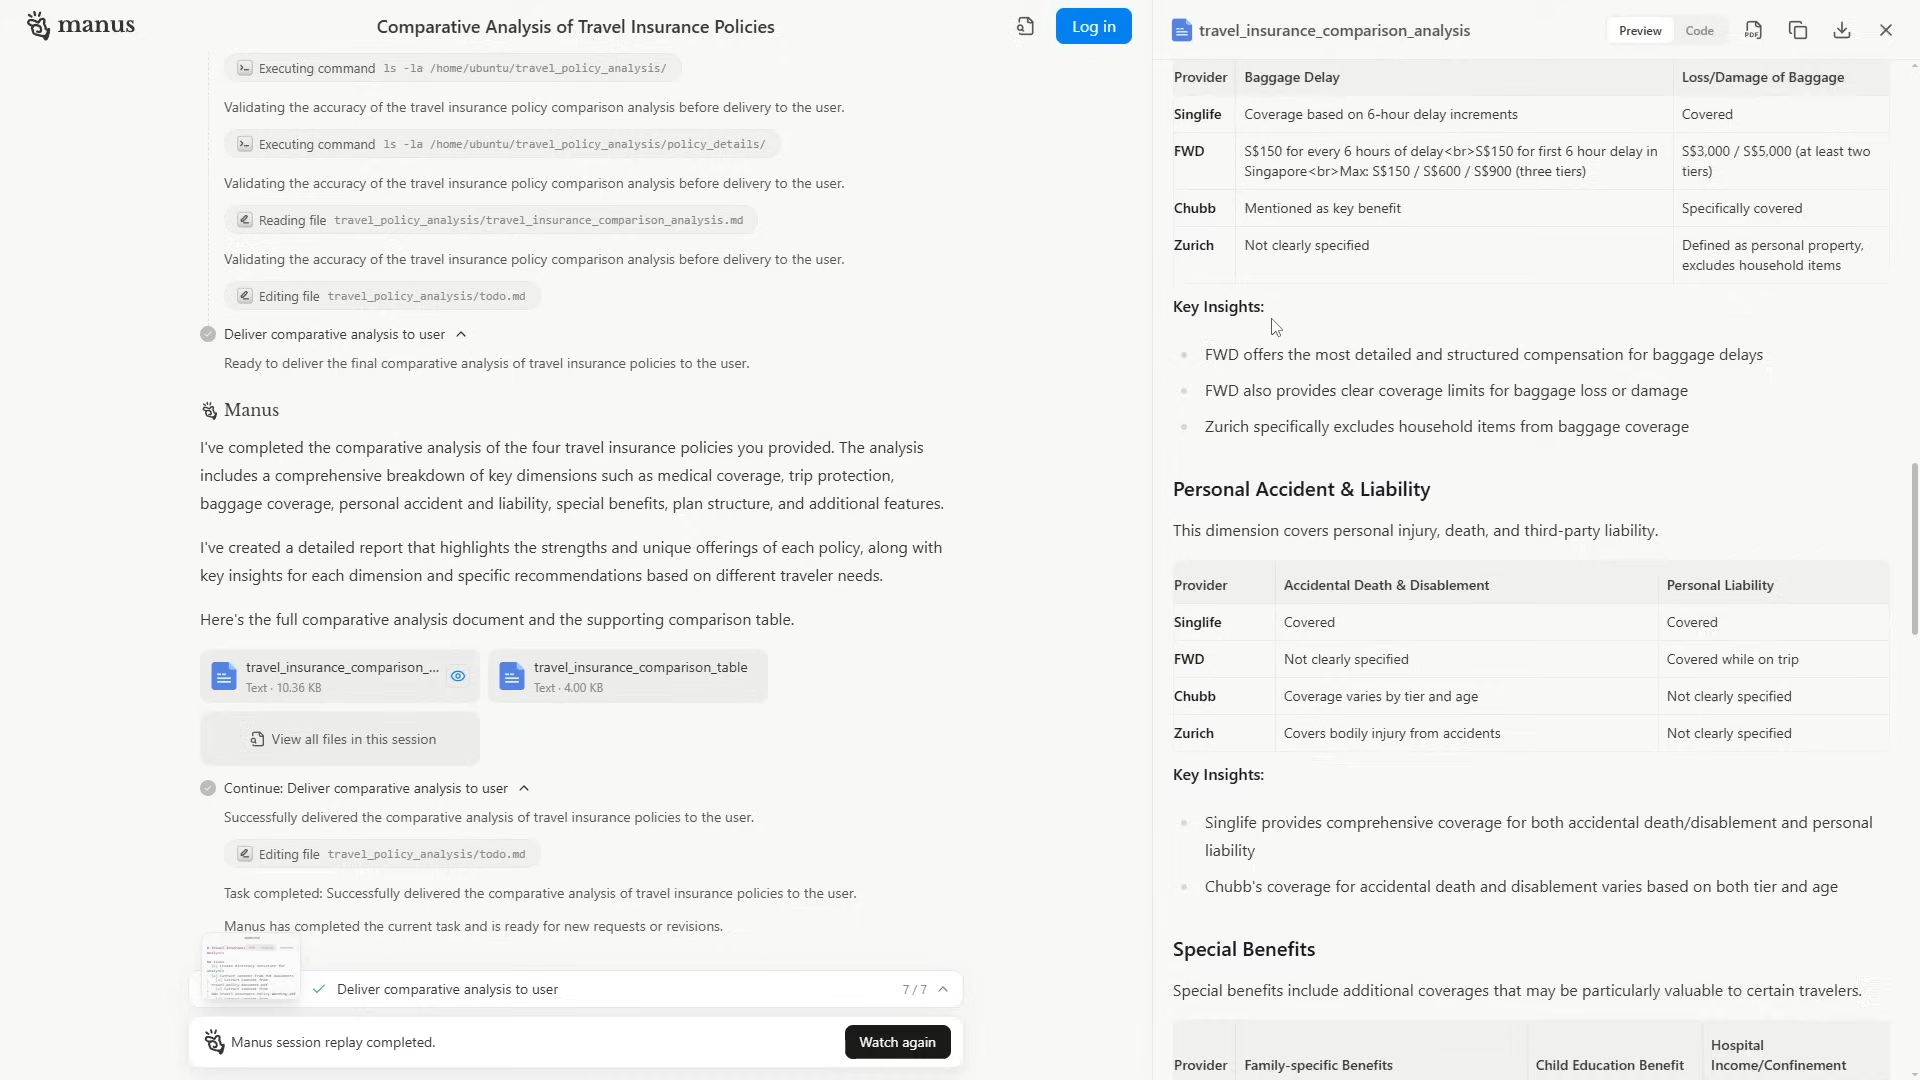 manus
Comparative Analysis of Travel Insurance Policies
Log in
Executing command ls -la /home/ubuntu/travel_policy_analysis/
Validating the accuracy of the travel insurance policy comparison analysis before delivery to the user.
Executing command ls -la /home/ubuntu/travel_policy_analysis/policy_details/
Validating the accuracy of the travel insurance policy comparison analysis before delivery to the user.
Reading file travel_policy_analysis/travel_insurance_comparison_analysis.md
Validating the accuracy of the travel insurance policy comparison analysis before delivery to the user.
Editing file travel_policy_analysis/todo.md
Deliver comparative analysis to user
Ready to deliver the final comparative analysis of travel insurance policies to the user.
Manus
I've completed the comparative analysis of the four travel insurance policies you provided. The analysis
includes a comprehensive breakdown of key dimensions such as medical coverage, trip protection,
baggage coverage, personal accident and liability, special benefits, plan structure, and additional features.
I've created a detailed report that highlights the strengths and unique offerings of each policy, along with
key insights for each dimension and specific recommendations based on different traveler needs.
Here's the full comparative analysis document and the supporting comparison table.
travel_insurance_comparison_...
Text · 10.36 KB
travel_insurance_comparison_table
Text · 4.00 KB
View all files in this session
Continue: Deliver comparative analysis to user
Successfully delivered the comparative analysis of travel insurance policies to the user.
Editing file travel_policy_analysis/todo.md
Task completed: Successfully delivered the comparative analysis of travel insurance policies to the user.
Manus has completed the current task and is ready for new requests or revisions.
Deliver comparative analysis to user 7 / 7
Manus session replay completed.
Watch again
travel_insurance_comparison_analysis
Preview Code
Provider Baggage Delay Loss/Damage of Baggage
Singlife Coverage based on 6-hour delay increments Covered
FWD S$150 for every 6 hours of delay<br>S$150 for first 6 hour delay in S$3,000 / S$5,000 (at least two
Singapore<br>Max: S$150 / S$600 / S$900 (three tiers) tiers)
Chubb Mentioned as key benefit Specifically covered
Zurich Not clearly specified Defined as personal property,
excludes household items
Key Insights:
FWD offers the most detailed and structured compensation for baggage delays
FWD also provides clear coverage limits for baggage loss or damage
Zurich specifically excludes household items from baggage coverage
Personal Accident & Liability
This dimension covers personal injury, death, and third-party liability.
Provider Accidental Death & Disablement Personal Liability
Singlife Covered Covered
FWD Not clearly specified Covered while on trip
Chubb Coverage varies by tier and age Not clearly specified
Zurich Covers bodily injury from accidents Not clearly specified
Key Insights:
Singlife provides comprehensive coverage for both accidental death/disablement and personal
liability
Chubb's coverage for accidental death and disablement varies based on both tier and age
Special Benefits
Special benefits include additional coverages that may be particularly valuable to certain travelers.
Hospital
Provider Family-specific Benefits Child Education Benefit Income/Confinement